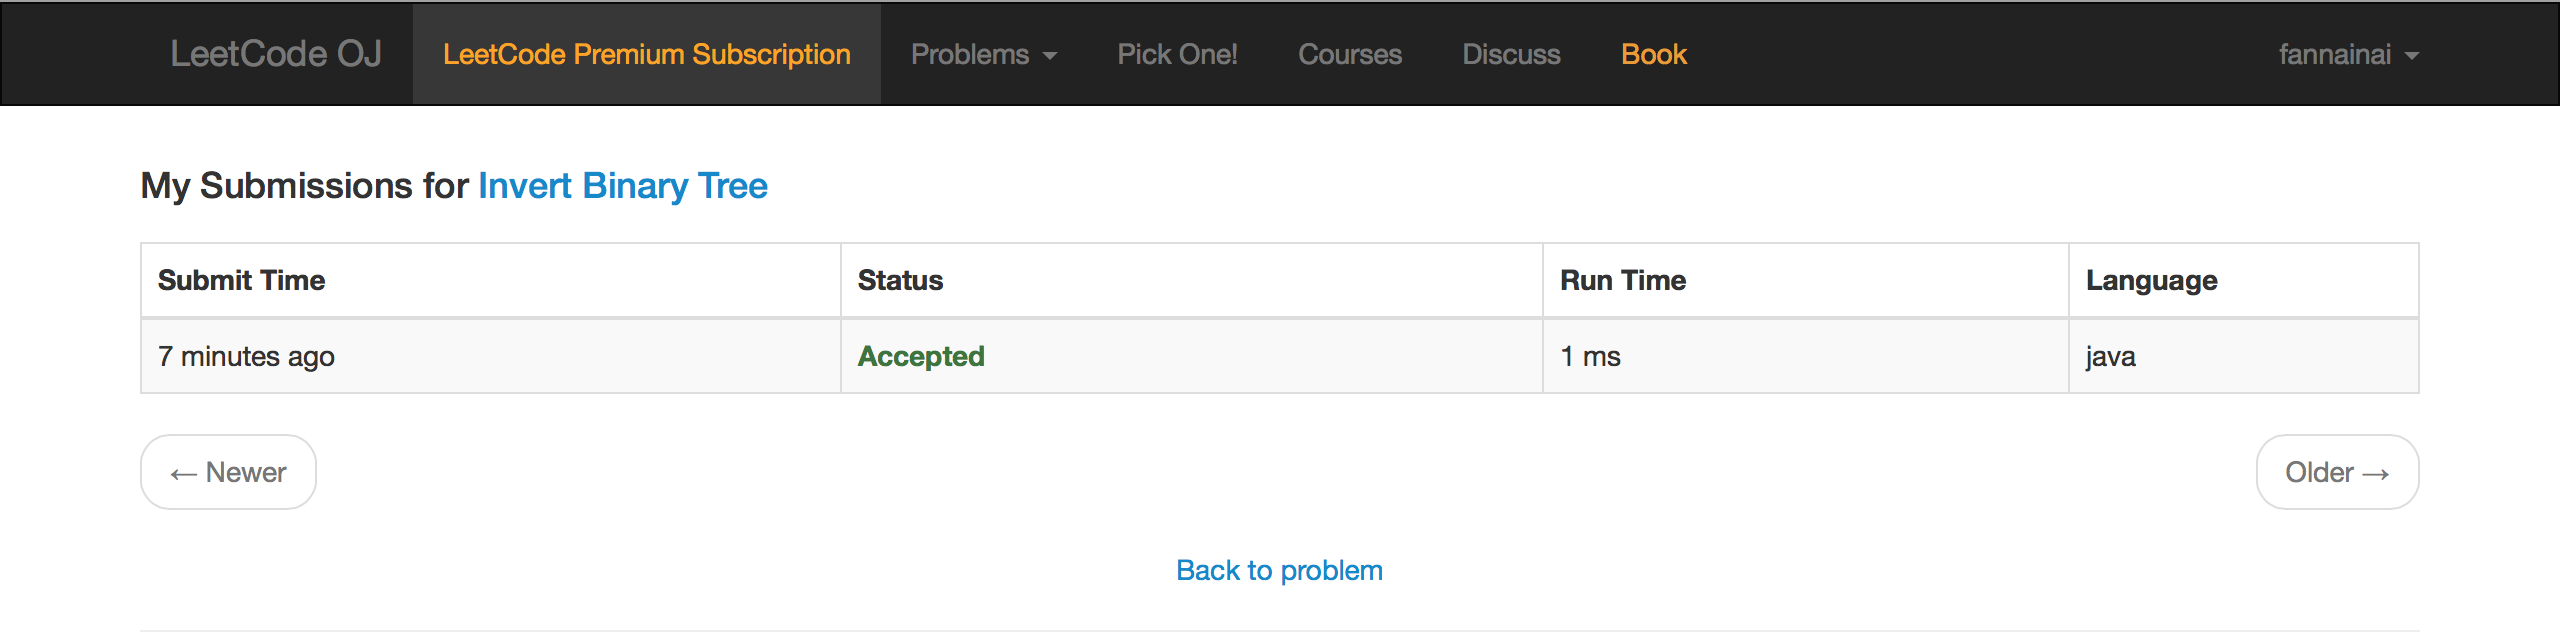 LeetCode OJ LeetCode Premium Subscription Problems Pick One! Courses Discuss Book fannainai
My Submissions for Invert Binary Tree
Submit Time Status Run Time Language
7 minutes ago Accepted 1 ms java
← Newer Older →
Back to problem